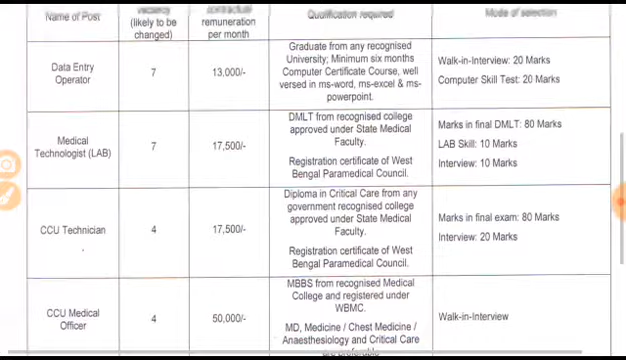 Name of Post
vacancy
(likely to be
changed)
contractual
remuneration
per month
Qualification required
Mode of selection
Data Entry
Operator
7
13,000/-
Graduate from any recognised
University; Minimum six months
Computer Certificate Course, well
versed in ms-word, ms-excel & ms-
powerpoint.
Walk-in-Interview: 20 Marks
Computer Skill Test: 20 Marks
Medical
Technologist (LAB)
7
17,500/-
DMLT from recognised college
approved under State Medical
Faculty.
Registration certificate of West
Bengal Paramedical Council.
Marks in final DMLT: 80 Marks
LAB Skill: 10 Marks
Interview: 10 Marks
CCU Technician
4
17,500/-
Diploma in Critical Care from any
government recognised college
approved under State Medical
Faculty.
Registration certificate of West
Bengal Paramedical Council.
Marks in final exam: 80 Marks
Interview: 20 Marks
CCU Medical
Officer
4
50,000/-
MBBS from recognised Medical
College and registered under
WBMC.
MD, Medicine / Chest Medicine /
Anaesthesiology and Critical Care
are preferable
Walk-in-Interview